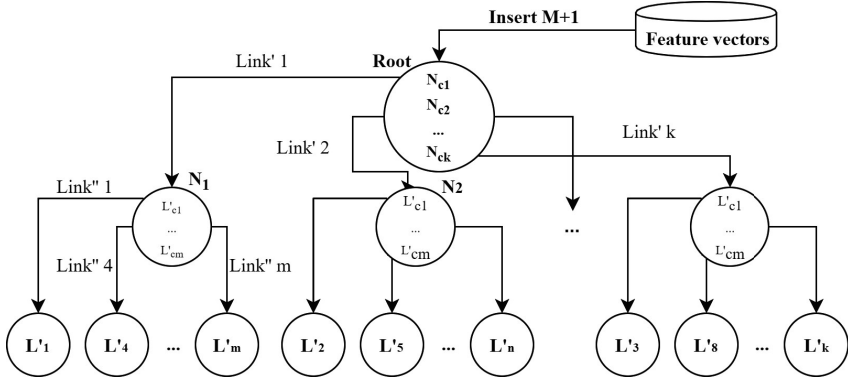 Insert M+1
Feature vectors
Root
Link' 1
N_c1
N_c2
...
N_ck
Link' 2
Link' k
N_1
N_2
Link'' 1
L'_c1
...
L'_cm
L'_c1
...
L'_cm
...
L'_c1
...
L'_cm
Link'' 4
Link'' m
L'_1
L'_4
...
L'_m
L'_2
L'_5
...
L'_n
L'_3
L'_8
...
L'_k